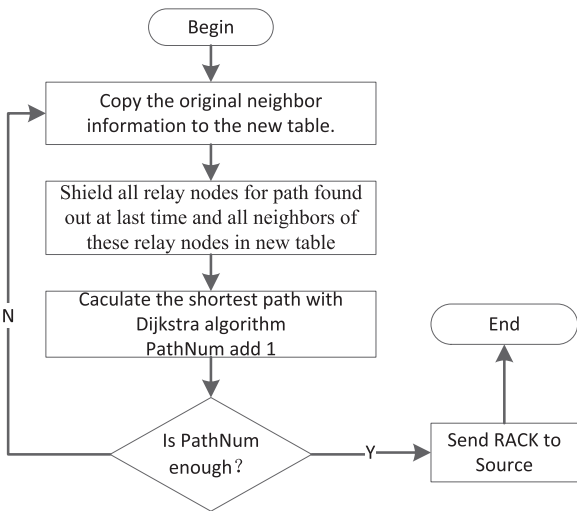 Begin
Copy the original neighbor
information to the new table.
Shield all relay nodes for path found
out at last time and all neighbors of
these relay nodes in new table
Caculate the shortest path with
Dijkstra algorithm
PathNum add 1
N
End
Is PathNum
enough？
Y
Send RACK to
Source